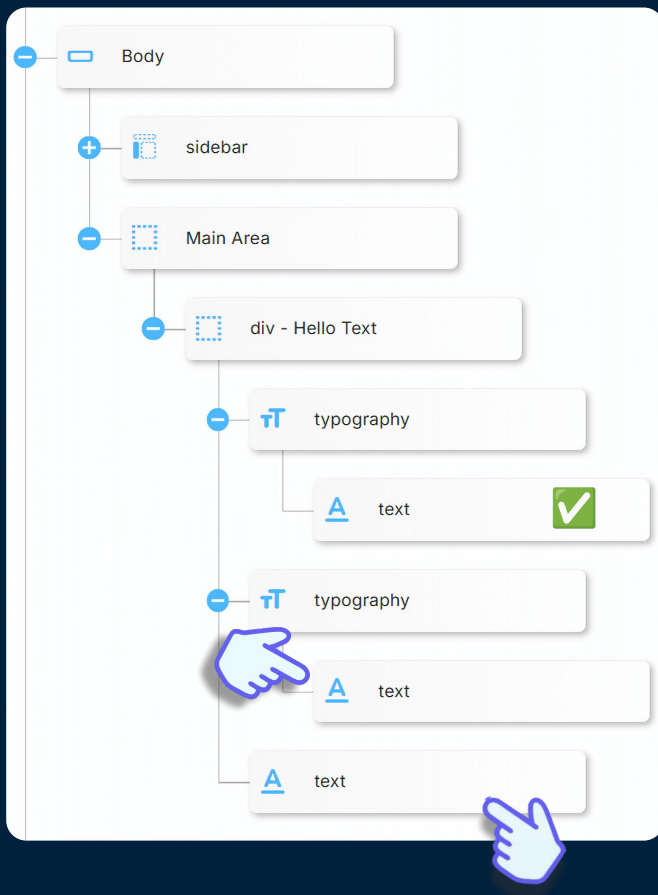 Body
sidebar
Main Area
div - Hello Text
typography
text
typography
text
text